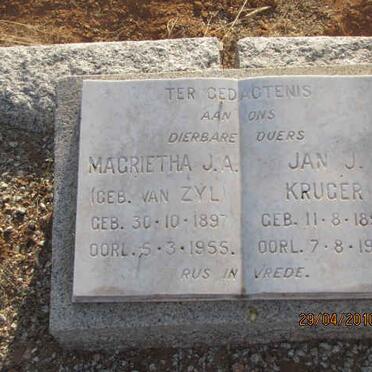 TER GEDAGTENIS
AAN ONS
DIERBARE OUERS
MAGRIETHA J.A.
(GEB. VAN ZYL)
GEB. 30-10-1897
OORL. 5-3-1955.
JAN J.
KRUGER
GEB. 11-8-18
OORL. 7-8-19
RUS IN VREDE.
29/04/2010